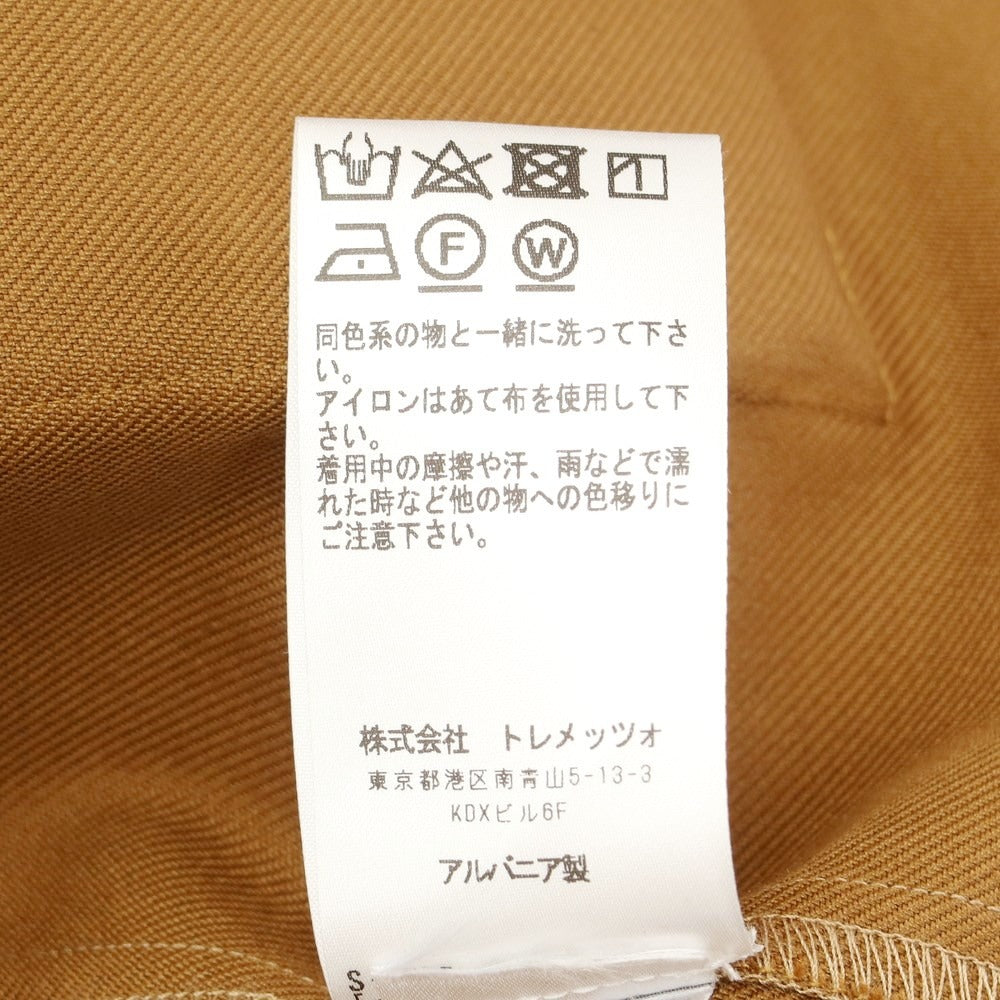 F W
同色系の物と一緒に洗って下さ
い。
アイロンはあて布を使用して下
さい。
着用中の摩擦や汗、雨などで濡
れた時など他の物への色移りに
ご注意下さい。
株式会社 トレメッツォ
東京都港区南青山5-13-3
KDXビル6F
アルバニア製